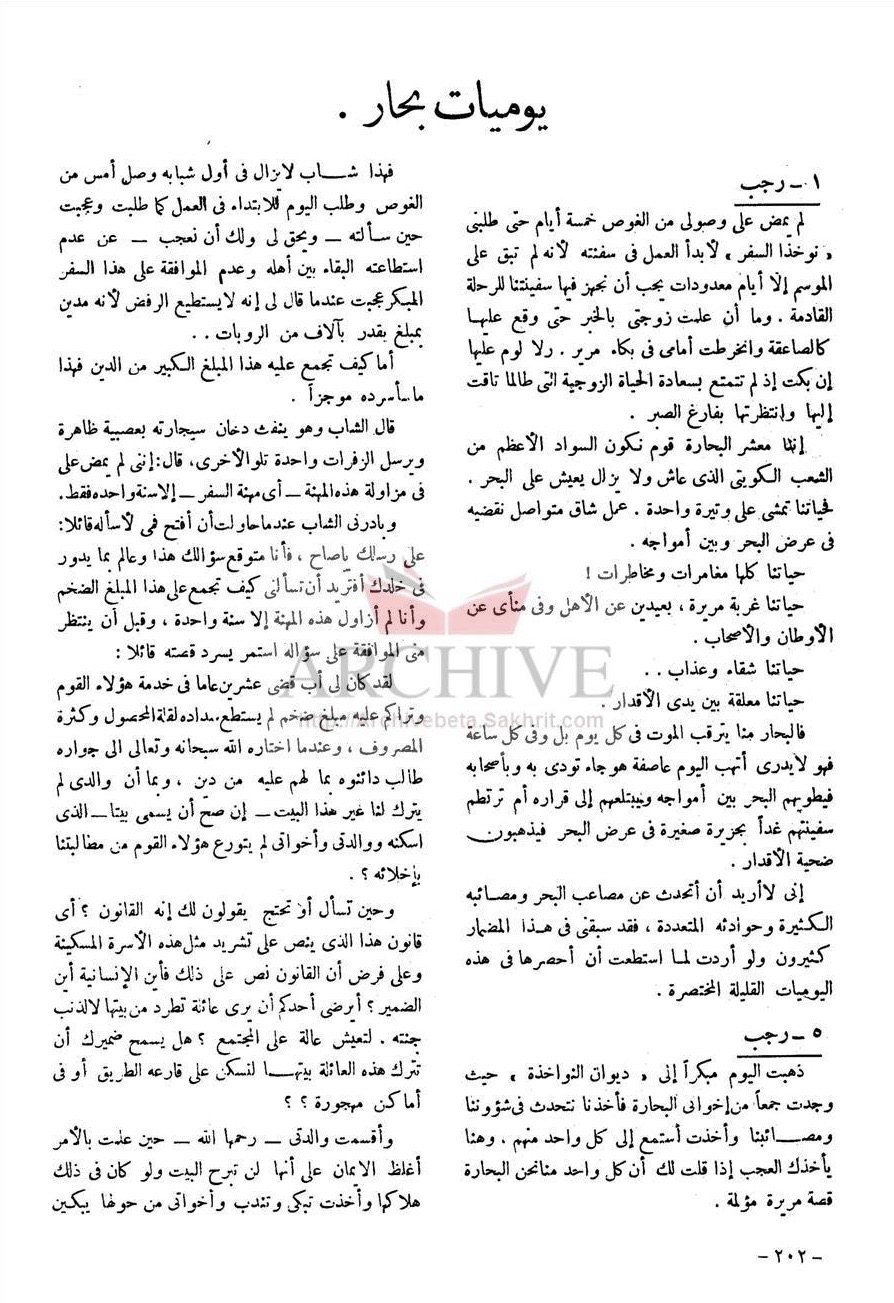 يوميات بحار .
١ - رجب
لم يمض على وصولى من الغوص خمسة أيام حتى طلبنى
« نوخذا السفر » لأبدأ العمل فى سفنته لأنه لم تبق على
الموسم إلا أيام معدودات يجب أن نجهز فيها سفينتنا للرحلة
القادمة . وما أن علمت زوجتى بالخبر حتى وقع عليهـا
كالصاعقة وانخرطت أمامى فى بكاء مرير . رلا لوم عليها
إن بكت إذ لم تتمتع بسعادة الحياة الزوجية التى طالما تاقت
إليها وانتظرتها بفارغ الصبر .
إننا معشر البحارة قوم نكون السواد الأعظم من
الشعب الكويتى الذى عاش ولا يزال يعيش على البحر .
فحياتنا تمشى على وتيرة واحدة . عمل شاق متواصل نقضيه
فى عرض البحر وبين أمواجه .
حياتنا كلها مغامرات ومخاطرات !
حياتنا غربة مريرة ، بعيدين عن الأهل وفى منأى عن
الأوطان والأصحاب .
حياتنا شقاء وعذاب . .
حياتنا معلقة بين يدى الأقدار .
فالبحار منا يترقب الموت فى كل يوم بل وفى كل ساعة
فهو لايدرى أتهب اليوم عاصفة هوجاء تودى به وبأصحابه
فيطويهم البحر بين أمواجه ويبتلعهم إلى قراره أم ترتطم
سفينتهم غداً بجزيرة صغيرة فى عرض البحر فيذهبون
ضحية الأقدار .
إنى لاأريد أن أتحدث عن مصاعب البحر ومصـائبه
الكثيرة وحوادثه المتعددة ، فقد سبقنى فى هـذا المضمار
كثيرون ولو أردت لمـا استطعت أن أحصرها فى هذه
اليوميات القليلة المختصرة .
٥ - رجب
ذهبت اليوم مبكراً إلى « ديوان النواخذة » حيث
وجدت جمعاً من إخوانى البحارة فأخذنا نتحدث فى شؤوننا
ومصـائبنا وأخذت أستمع إلى كل واحد منهم . وهنا
يأخذك العجب إذا قلت لك أن كل واحد منا نحن البحارة
قصة مريرة مؤلمة .
فهذا شـــاب لايزال فى أول شبابه وصل أمس من
الغوص وطلب اليوم للابتداء فى العمل كما طلبت وعجبت
حين سـألته — ويحق لى ولك أن نعجب — عن عدم
استطاعته البقاء بين أهله وعدم الموافقة على هذا السفر
المبكر عجبت عندما قال لى إنه لايستطيع الرفض لأنه مدين
بمبلغ يقدر بآلاف من الروبات . .
أما كيف تجمع عليه هذا المبلغ الكبير من الدين فهذا
ماسأسرده موجزاً .
قال الشاب وهو ينفث دخان سيجارته بعصبية ظاهرة
ويرسل الزفرات واحدة تلو الأخرى ، قال : إننى لم يمض على
فى مزاولة هذه المهنة — أى مهنة السفر — إلا سنة واحده فقط .
وبادرنى الشاب عندما حاولت أن أفتح فمى لأسأله قائلا :
على رسلك ياصاح ، فأنا متوقع سؤالك هذا وعالم بما يدور
فى خلدك أفتريد أن تسألنى كيف تجمع على هذا المبلغ الضخم
وأنا لم أزاول هذه المهنة إلا سنة واحدة ، وقبل أن ينتظر
منى الموافقة على سؤاله استمر يسرد قصته قائلا :
لقد كان لى أب قضى عشرين عاما فى خدمة هؤلاء القوم
وتراكم عليه مبلغ ضخم لم يستطع سداده لقلة المحصول وكثرة
المصروف ، وعندما اختاره الله سبحانه وتعالى الى جواره
طالب دائنوه بما لهم عليه من دين ، وبما أن والدى لم
يترك لنا غير هذا البيت — إن صح أن يسمى بيتا — الذى
اسكنه ووالدتى وأخواتى لم يتورع هؤلاء القوم من مطالبتنا
بإخلائه ؟ .
وحين تسأل أو تحتج يقولون لك إنه القانون ؟ أى
قانون هذا الذى ينص على تشريد مثل هذه الأسرة المسكينة
وعلى فرض أن القانون نص على ذلك فأين الإنسانية أين
الضمير ؟ أيرضى أحدكم أن يرى عائلة تطرد من بيتها لالذنب
جنته . لتعيش عالة على المجتمع ؟ هل يسمح ضميرك أن
تترك هذه العائلة بيتهـــا لتسكن على قارعه الطريق أو فى
أماكن مهجورة ؟ ؟
وأقسمت والدتى — رحمها الله — حين علمت بالأمر
أغلظ الايمان على أنها لن تبرح البيت ولو كان فى ذلك
هلاكها وأخذت تبكى وتندب وأخواتى من حولها يبكين
ARCHIVE
http://Archivebeta.Sakhrit.com
- ٢٠٢ -